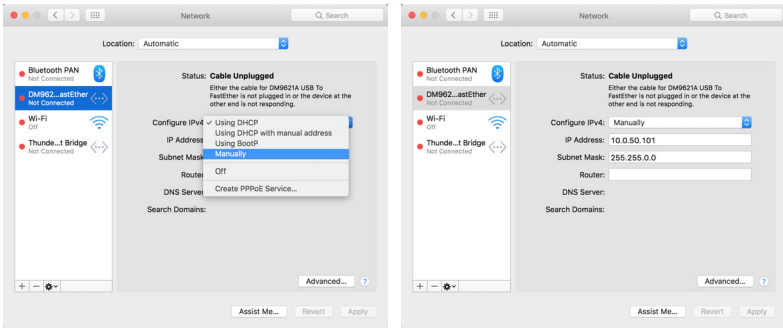 Network
Search
Location: Automatic
Bluetooth PAN
Not Connected
DM962...astEther
Not Connected
Wi-Fi
Off
Thunde...t Bridge
Not Connected
Status: Cable Unplugged
Either the cable for DM9621A USB To
FastEther is not plugged in or the device at the
other end is not responding.
Configure IPv4
✓ Using DHCP
Using DHCP with manual address
Using BootP
Manually
Off
Create PPPoE Service...
IP Address
Subnet Mask
Router
DNS Server
Search Domains:
Advanced... ?
+ −
Assist Me... Revert Apply
Network
Search
Location: Automatic
Bluetooth PAN
Not Connected
DM962...astEther
Not Connected
Wi-Fi
Off
Thunde...t Bridge
Not Connected
Status: Cable Unplugged
Either the cable for DM9621A USB To
FastEther is not plugged in or the device at the
other end is not responding.
Configure IPv4: Manually
IP Address: 10.0.50.101
Subnet Mask: 255.255.0.0
Router:
DNS Server:
Search Domains:
Advanced... ?
+ −
Assist Me... Revert Apply